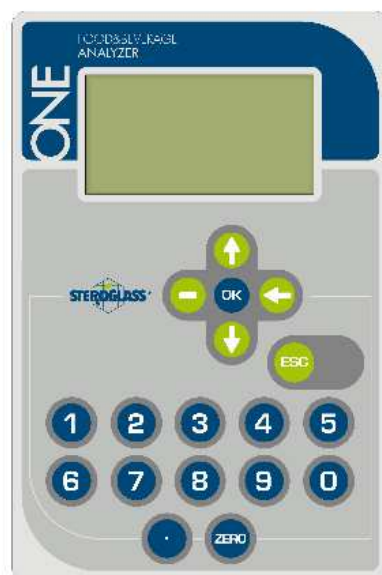 ONE
FOOD&BEVERAGE
ANALYZER
OK
STEROGLASS
ESC
1 2 3 4 5
6 7 8 9 0
. ZERO